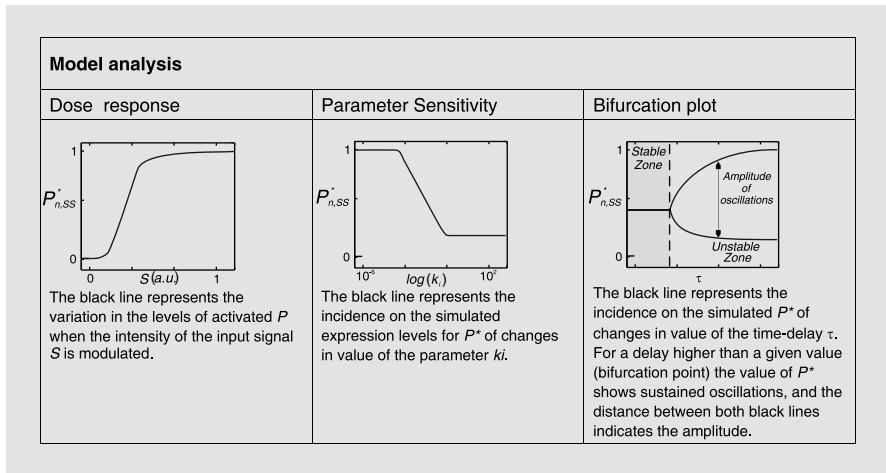 Model analysis
Dose response
Parameter Sensitivity
Bifurcation plot
1
0
P*n,SS
0
1
S(a.u.)
The black line represents the
variation in the levels of activated P
when the intensity of the input signal
S is modulated.
1
0
P*n,SS
10-6
102
log(ki)
The black line represents the
incidence on the simulated
expression levels for P* of changes
in value of the parameter ki.
1
0
P*n,SS
Stable
Zone
Amplitude
of
oscillations
Unstable
Zone
τ
The black line represents the
incidence on the simulated P* of
changes in value of the time-delay τ.
For a delay higher than a given value
(bifurcation point) the value of P*
shows sustained oscillations, and the
distance between both black lines
indicates the amplitude.